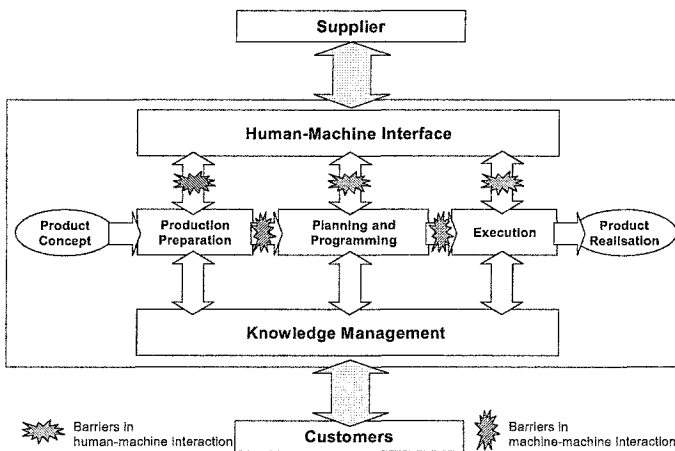 Supplier
Human-Machine Interface
Product
Concept
Production
Preparation
Planning and
Programming
Execution
Product
Realisation
Knowledge Management
Customers
Barriers in
human-machine interaction
Barriers in
machine-machine interaction